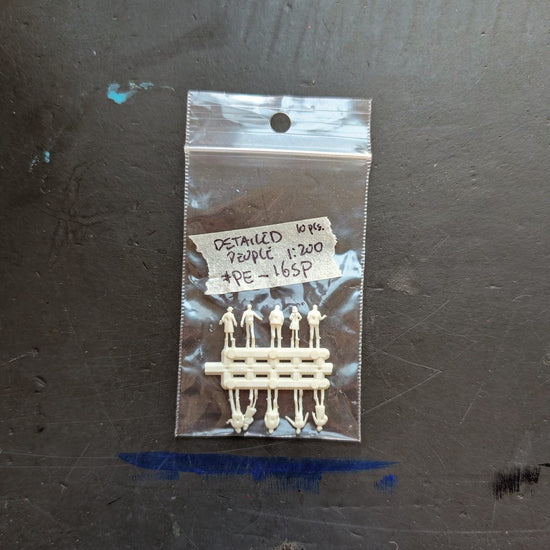 DETAILED 10 pcs.
PEOPLE 1:200
*PE - 165P